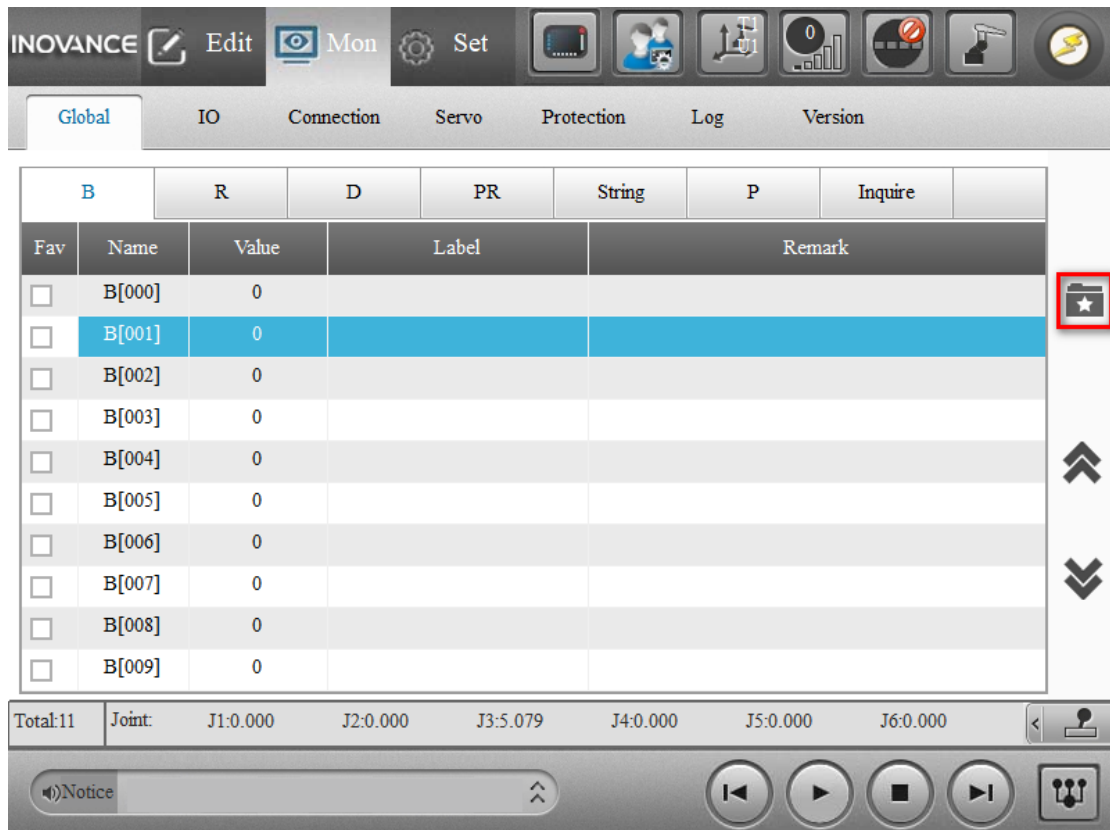 INOVANCE Edit Mon Set T1 U1 0
Global IO Connection Servo Protection Log Version
B R D PR String P Inquire
Fav Name Value Label Remark
B[000] 0
B[001] 0
B[002] 0
B[003] 0
B[004] 0
B[005] 0
B[006] 0
B[007] 0
B[008] 0
B[009] 0
Total:11 Joint: J1:0.000 J2:0.000 J3:5.079 J4:0.000 J5:0.000 J6:0.000 <
Notice